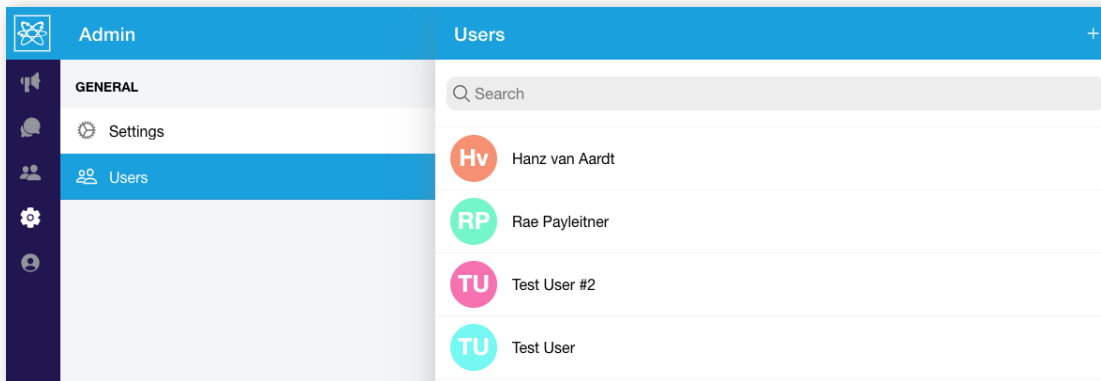 Admin
Users
+
GENERAL
Search
Settings
Users
Hv Hanz van Aardt
RP Rae Payleitner
TU Test User #2
TU Test User